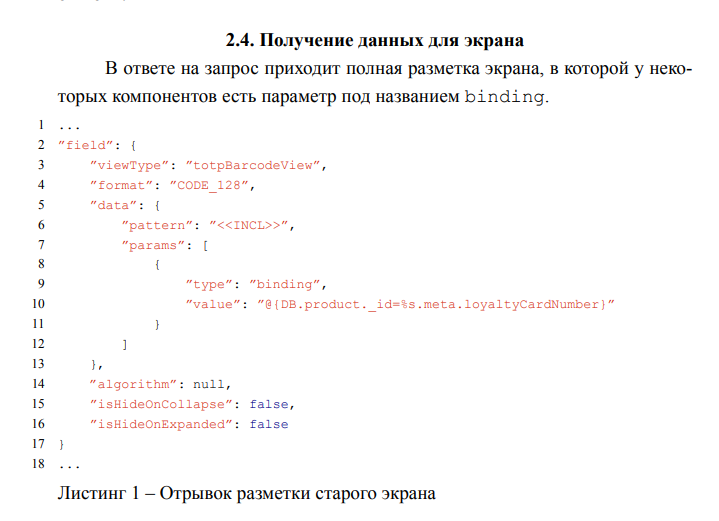 2.4. Получение данных для экрана
В ответе на запрос приходит полная разметка экрана, в которой у неко-
торых компонентов есть параметр под названием binding.
1 ...
2 ”field”: {
3 ”viewType”: ”totpBarcodeView”,
4 ”format”: ”CODE_128”,
5 ”data”: {
6 ”pattern”: ”<<INCL>>”,
7 ”params”: [
8 {
9 ”type”: ”binding”,
10 ”value”: ”@{DB.product._id=%s.meta.loyaltyCardNumber}”
11 }
12 ]
13 },
14 ”algorithm”: null,
15 ”isHideOnCollapse”: false,
16 ”isHideOnExpanded”: false
17 }
18 ...
Листинг 1 – Отрывок разметки старого экрана